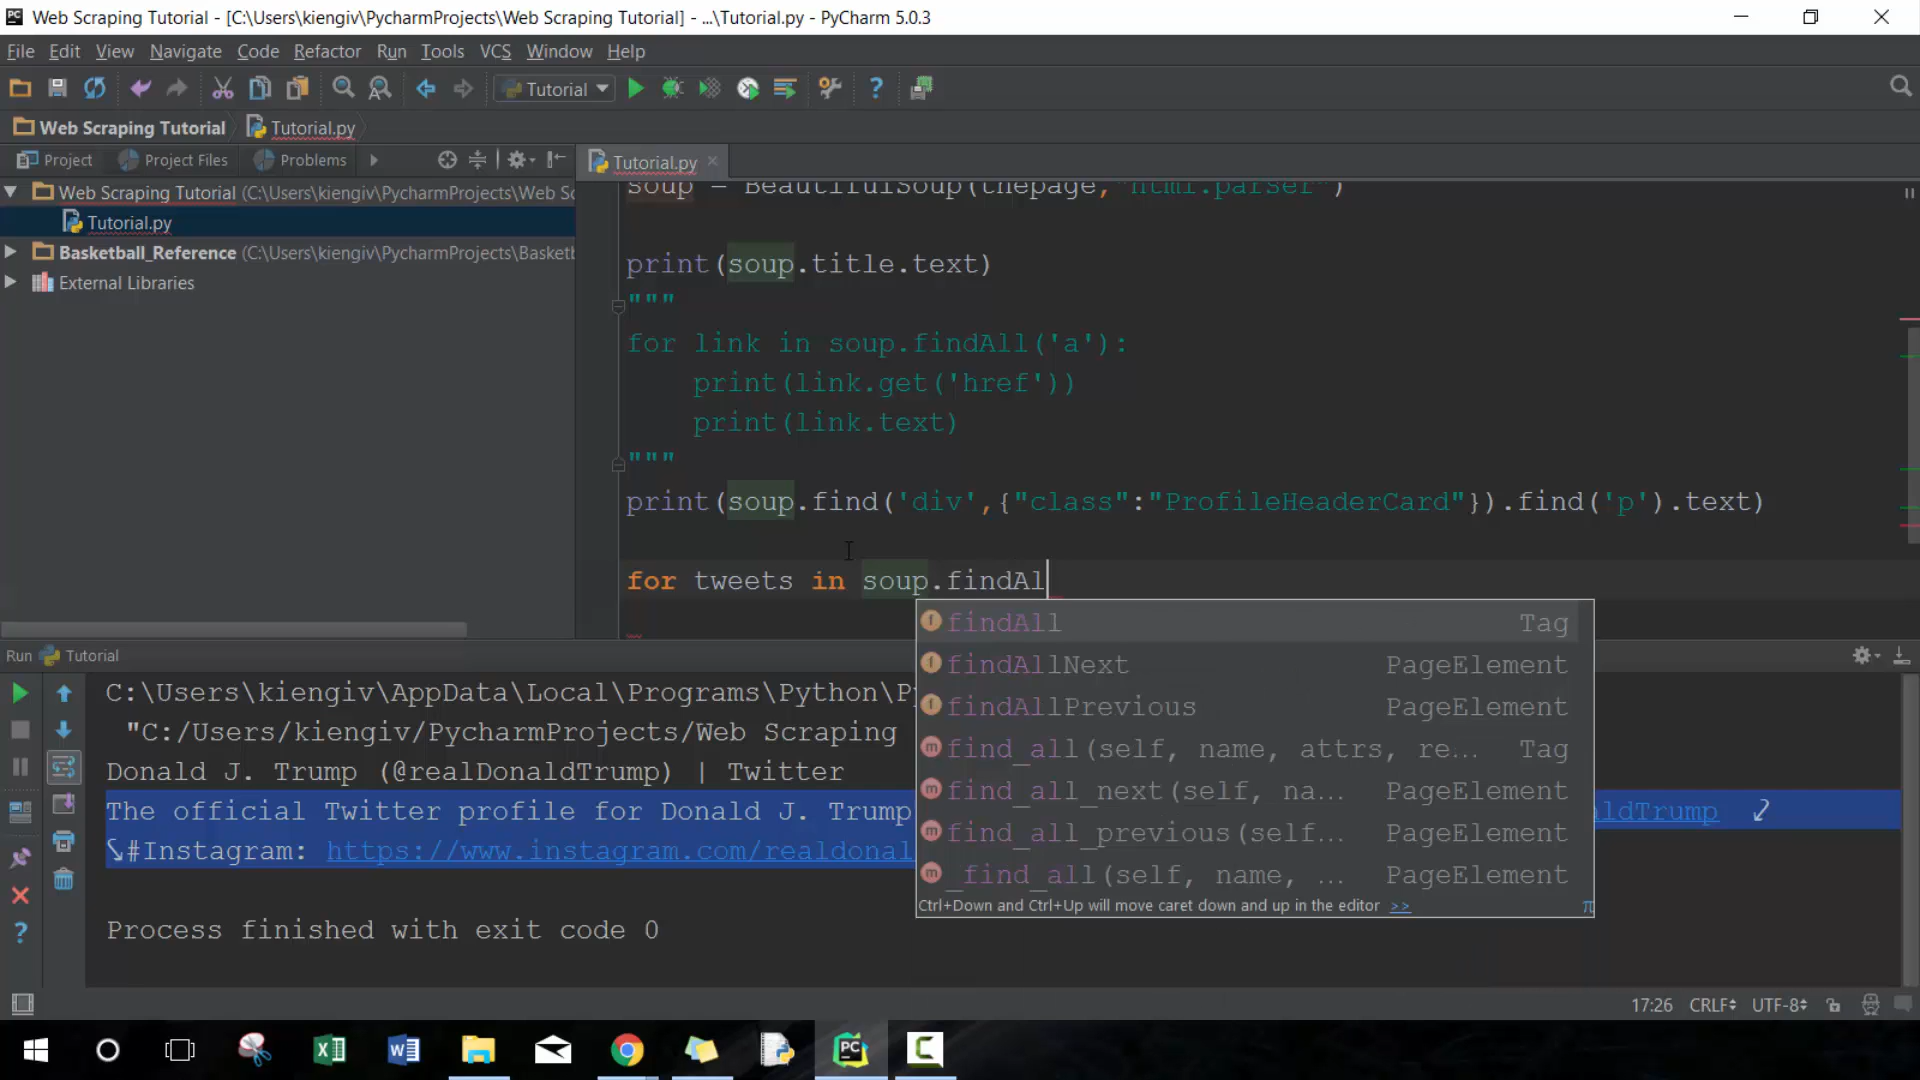 Web Scraping Tutorial - [C:\Users\kiengiv\PycharmProjects\Web Scraping Tutorial] - ...\Tutorial.py - PyCharm 5.0.3
File Edit View Navigate Code Refactor Run Tools VCS Window Help
Tutorial
Web Scraping Tutorial Tutorial.py
Project Project Files Problems
Tutorial.py
Web Scraping Tutorial (C:\Users\kiengiv\PycharmProjects\Web Sc
Tutorial.py
Basketball_Reference (C:\Users\kiengiv\PycharmProjects\Basketb
External Libraries
soup = BeautifulSoup(thepage,"html.parser")
print(soup.title.text)
"""
for link in soup.findAll('a'):
print(link.get('href'))
print(link.text)
"""
print(soup.find('div',{"class":"ProfileHeaderCard"}).find('p').text)
for tweets in soup.findAl
findAll Tag
findAllNext PageElement
findAllPrevious PageElement
find_all(self, name, attrs, re... Tag
find_all_next(self, na... PageElement
find_all_previous(self... PageElement
_find_all(self, name, ... PageElement
Ctrl+Down and Ctrl+Up will move caret down and up in the editor >>
π
Run Tutorial
C:\Users\kiengiv\AppData\Local\Programs\Python\Py
"C:/Users/kiengiv/PycharmProjects/Web Scraping
Donald J. Trump (@realDonaldTrump) | Twitter
The official Twitter profile for Donald J. Trump
aldTrump
#Instagram: https://www.instagram.com/realdonal
Process finished with exit code 0
17:26 CRLF UTF-8